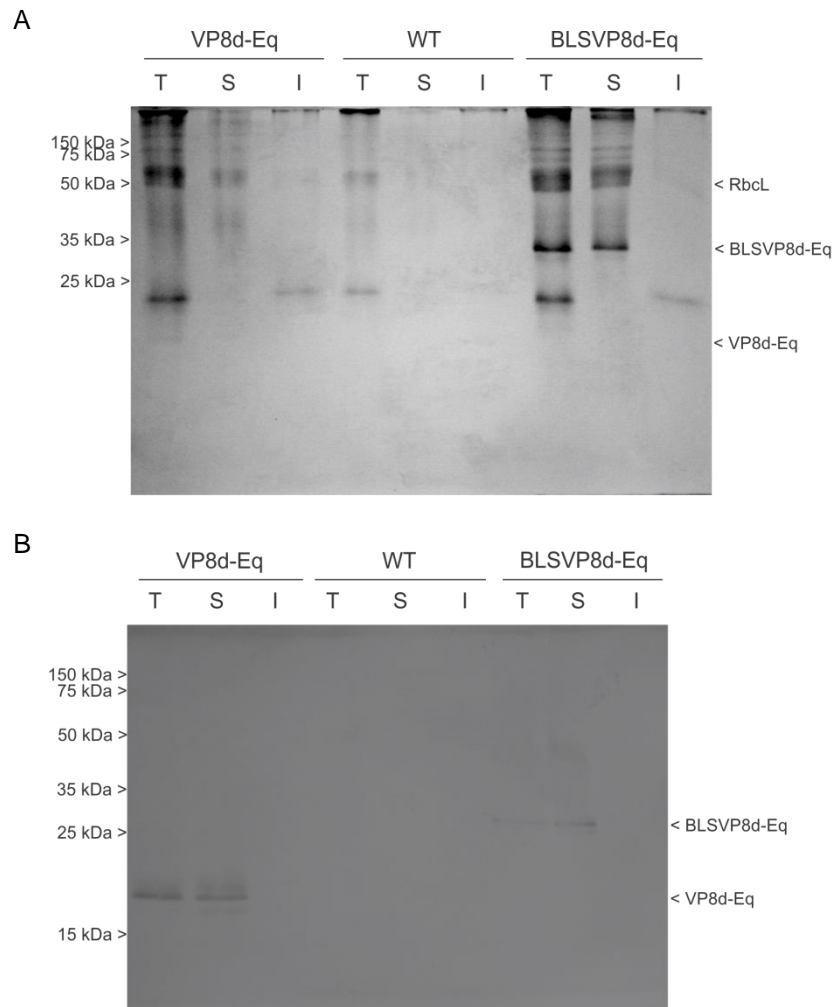 A
VP8d-Eq WT BLSVP8d-Eq
T S I T S I T S I
150 kDa >
75 kDa >
50 kDa >
< RbcL
35 kDa >
< BLSVP8d-Eq
25 kDa >
< VP8d-Eq
B
VP8d-Eq WT BLSVP8d-Eq
T S I T S I T S I
150 kDa >
75 kDa >
50 kDa >
35 kDa >
25 kDa >
< BLSVP8d-Eq
< VP8d-Eq
15 kDa >